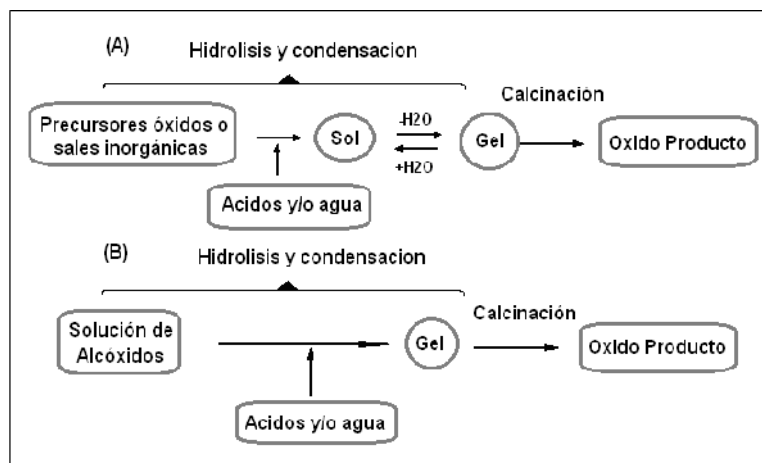 (A)
Hidrolisis y condensacion
Calcinación
Precursores óxidos o
sales inorgánicas
Sol
-H2O
+H2O
Gel
Oxido Producto
Acidos y/o agua
(B)
Hidrolisis y condensacion
Calcinación
Solución de
Alcóxidos
Gel
Oxido Producto
Acidos y/o agua